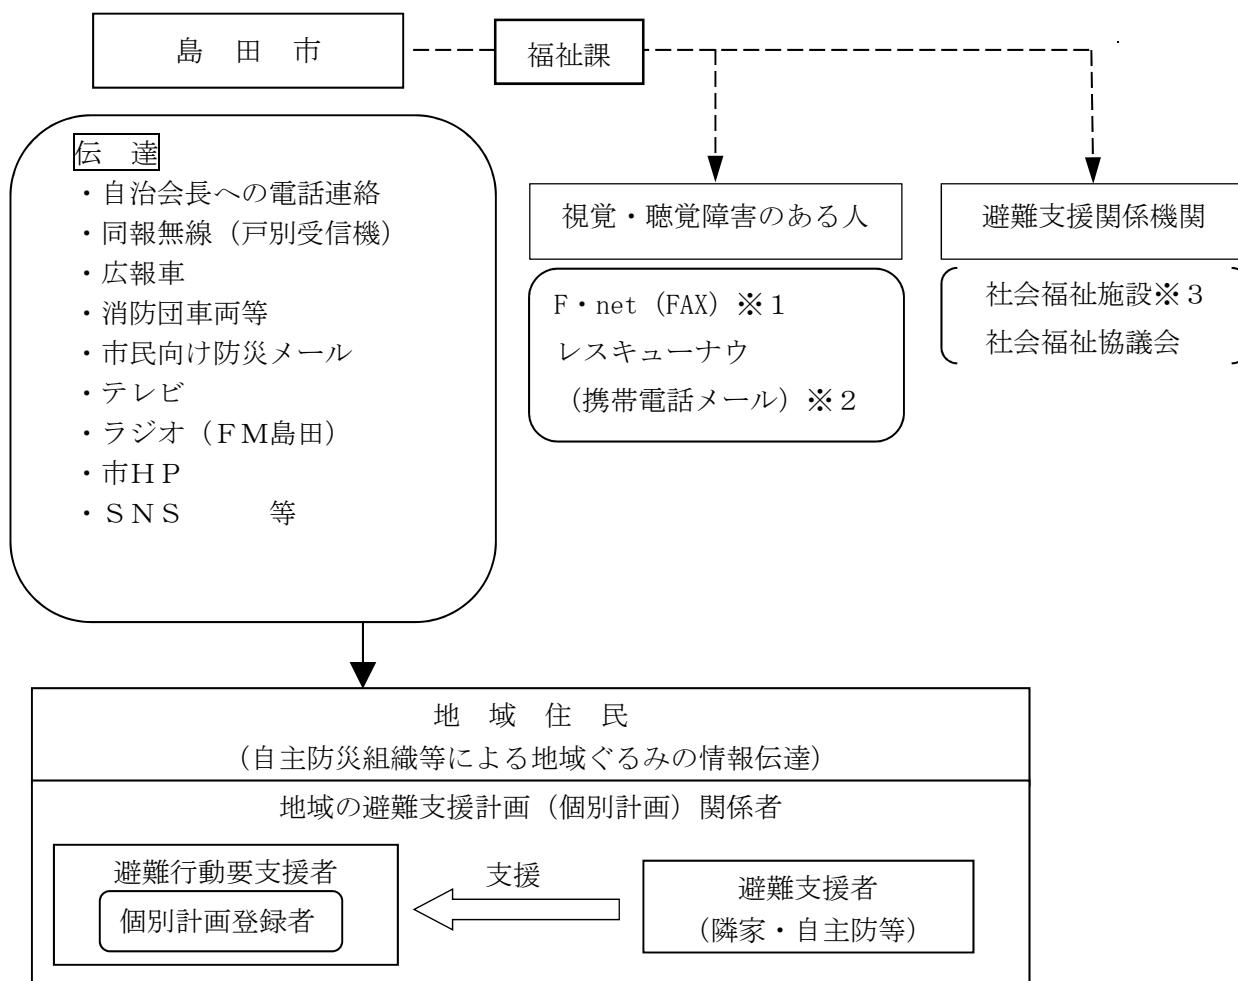 島　田　市
福祉課
伝　達
・自治会長への電話連絡
・同報無線（戸別受信機）
・広報車
・消防団車両等
・市民向け防災メール
・テレビ
・ラジオ（ＦＭ島田）
・市ＨＰ
・ＳＮＳ　　　等
視覚・聴覚障害のある人
F・net（FAX）※１
レスキューナウ
（携帯電話メール）※２
避難支援関係機関
社会福祉施設※３
社会福祉協議会
地　域　住　民
（自主防災組織等による地域ぐるみの情報伝達）
地域の避難支援計画（個別計画）関係者
避難行動要支援者
個別計画登録者
支援
避難支援者
（隣家・自主防等）